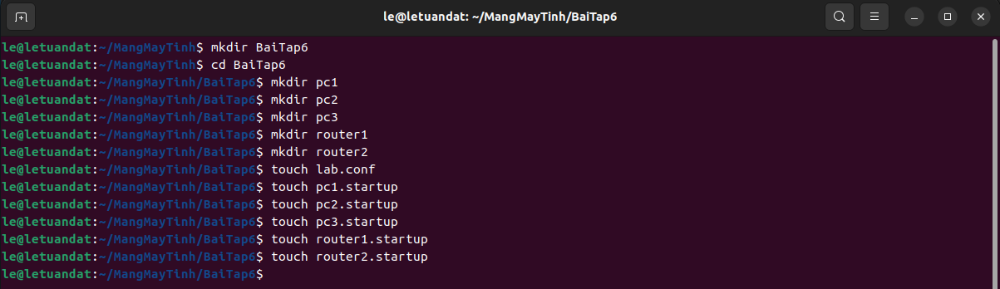 le@letuandat: ~/MangMayTinh/BaiTap6
le@letuandat:~/MangMayTinh$ mkdir BaiTap6
le@letuandat:~/MangMayTinh$ cd BaiTap6
le@letuandat:~/MangMayTinh/BaiTap6$ mkdir pc1
le@letuandat:~/MangMayTinh/BaiTap6$ mkdir pc2
le@letuandat:~/MangMayTinh/BaiTap6$ mkdir pc3
le@letuandat:~/MangMayTinh/BaiTap6$ mkdir router1
le@letuandat:~/MangMayTinh/BaiTap6$ mkdir router2
le@letuandat:~/MangMayTinh/BaiTap6$ touch lab.conf
le@letuandat:~/MangMayTinh/BaiTap6$ touch pc1.startup
le@letuandat:~/MangMayTinh/BaiTap6$ touch pc2.startup
le@letuandat:~/MangMayTinh/BaiTap6$ touch pc3.startup
le@letuandat:~/MangMayTinh/BaiTap6$ touch router1.startup
le@letuandat:~/MangMayTinh/BaiTap6$ touch router2.startup
le@letuandat:~/MangMayTinh/BaiTap6$